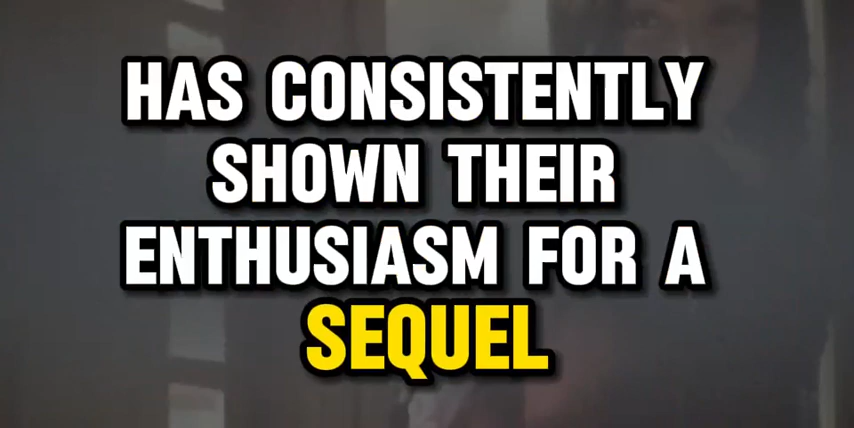 HAS CONSISTENTLY
SHOWN THEIR
ENTHUSIASM FOR A
SEQUEL